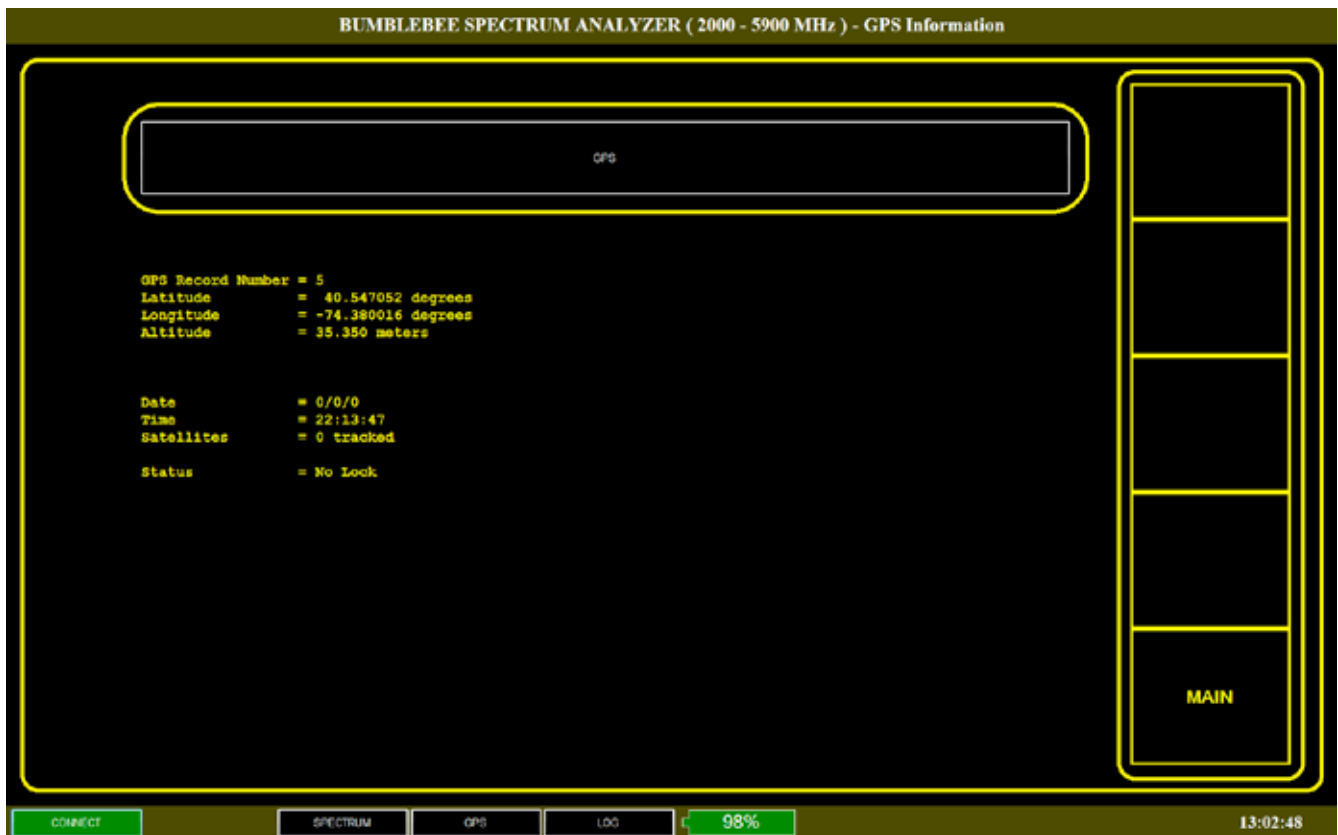 BUMBLEBEE SPECTRUM ANALYZER ( 2000 - 5900 MHz ) - GPS Information
GPS
GPS Record Number = 5
Latitude = 40.547052 degrees
Longitude = -74.380016 degrees
Altitude = 35.350 meters
Date = 0/0/0
Time = 22:13:47
Satellites = 0 tracked
Status = No Lock
MAIN
CONNECT SPECTRUM GPS LOG 98% 13:02:48